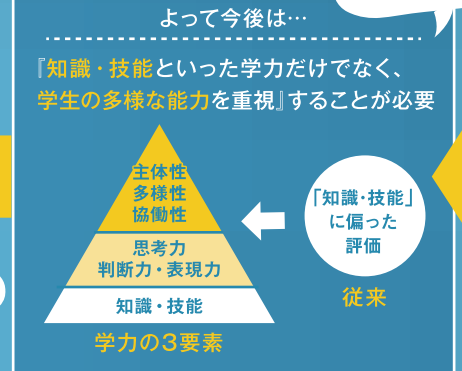 よって今後は…
『知識・技能といった学力だけでなく、
学生の多様な能力を重視』することが必要
主体性
多様性
協働性
思考力
判断力・表現力
知識・技能
学力の3要素
「知識・技能」
に偏った
評価
従来